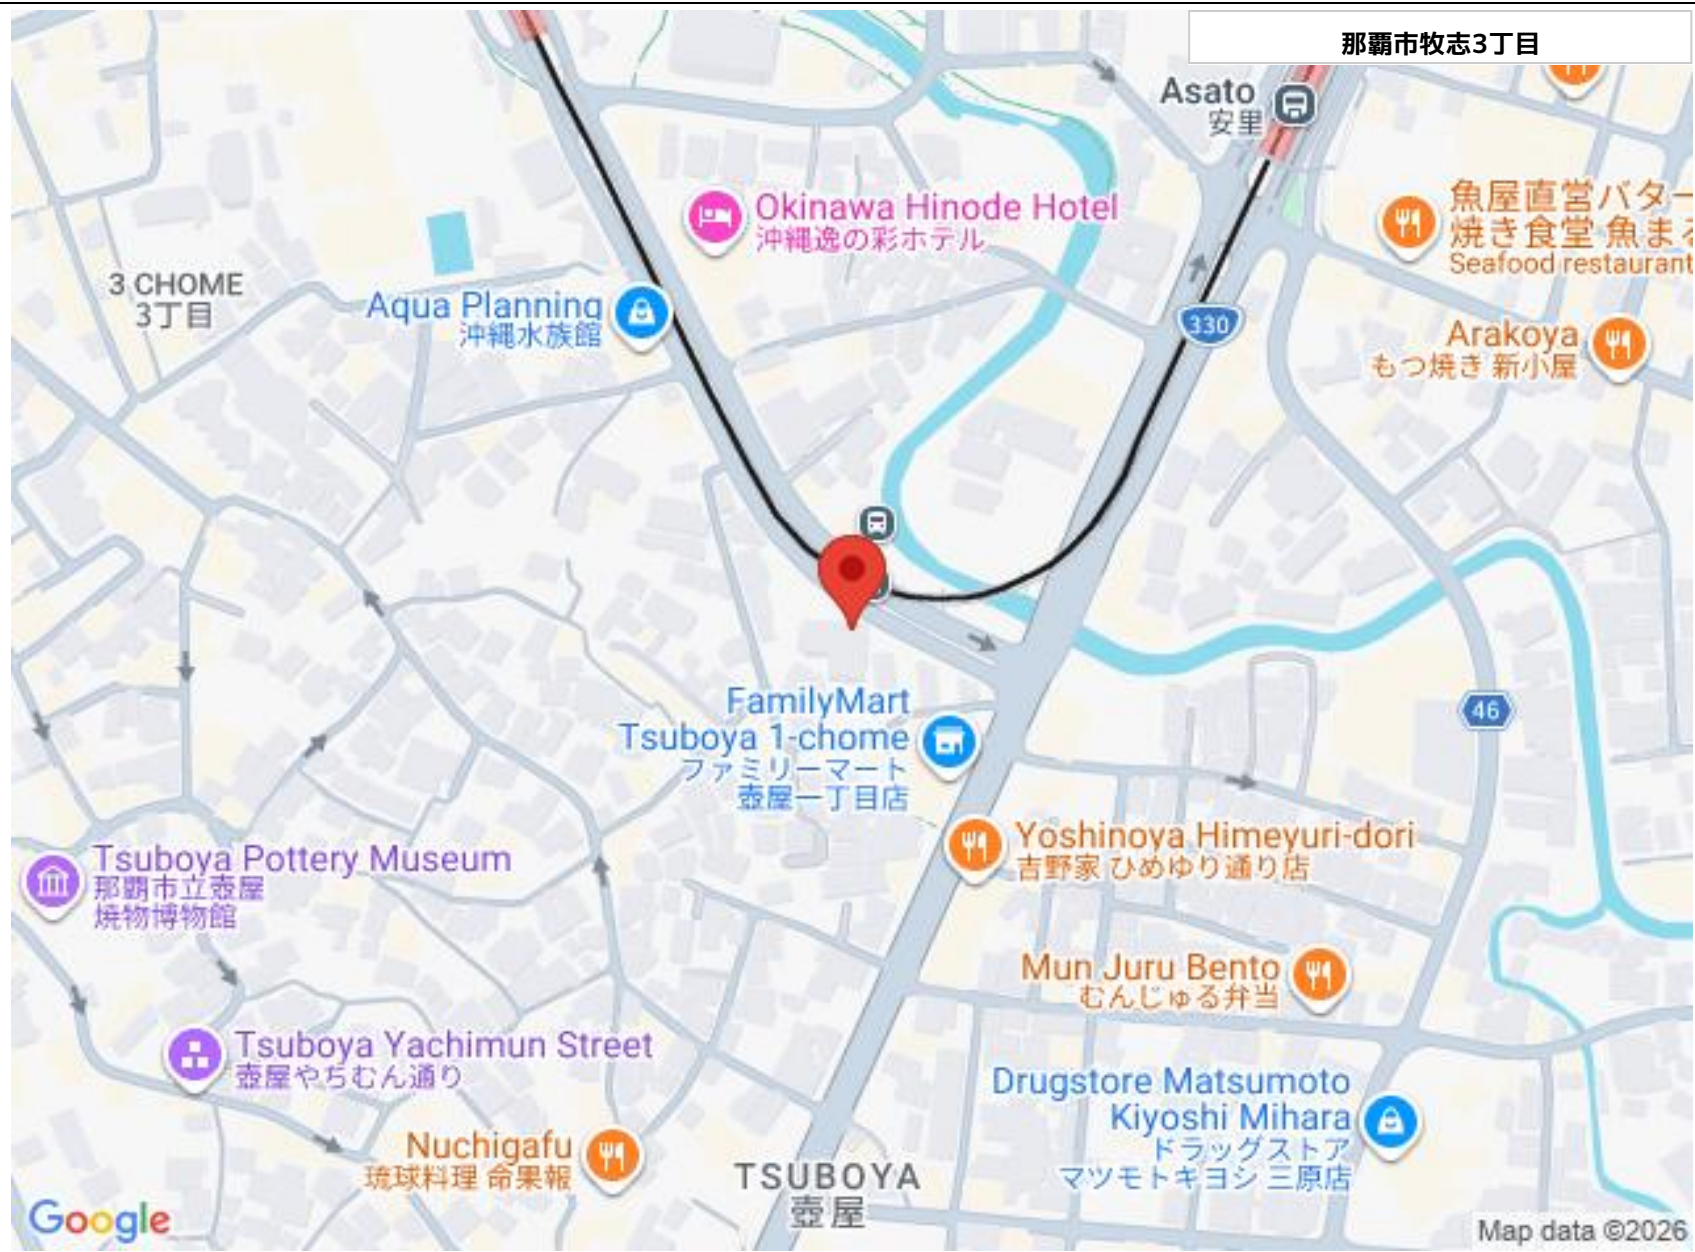 那覇市牧志3丁目
Asato
安里
Okinawa Hinode Hotel
沖縄逸の彩ホテル
魚屋直営バター
焼き食堂 魚まる
Seafood restaurant
3 CHOME
3丁目
Aqua Planning
沖縄水族館
330
Arakoya
もつ焼き 新小屋
FamilyMart
Tsuboya 1-chome
ファミリーマート
壺屋一丁目店
46
Yoshinoya Himeyuri-dori
吉野家 ひめゆり通り店
Tsuboya Pottery Museum
那覇市立壺屋
焼物博物館
Mun Juru Bento
むんじゅる弁当
Tsuboya Yachimun Street
壺屋やちむん通り
Drugstore Matsumoto
Kiyoshi Mihara
ドラッグストア
マツモトキヨシ 三原店
Nuchigafu
琉球料理 命果報
TSUBOYA
壺屋
Google
Map data ©2026